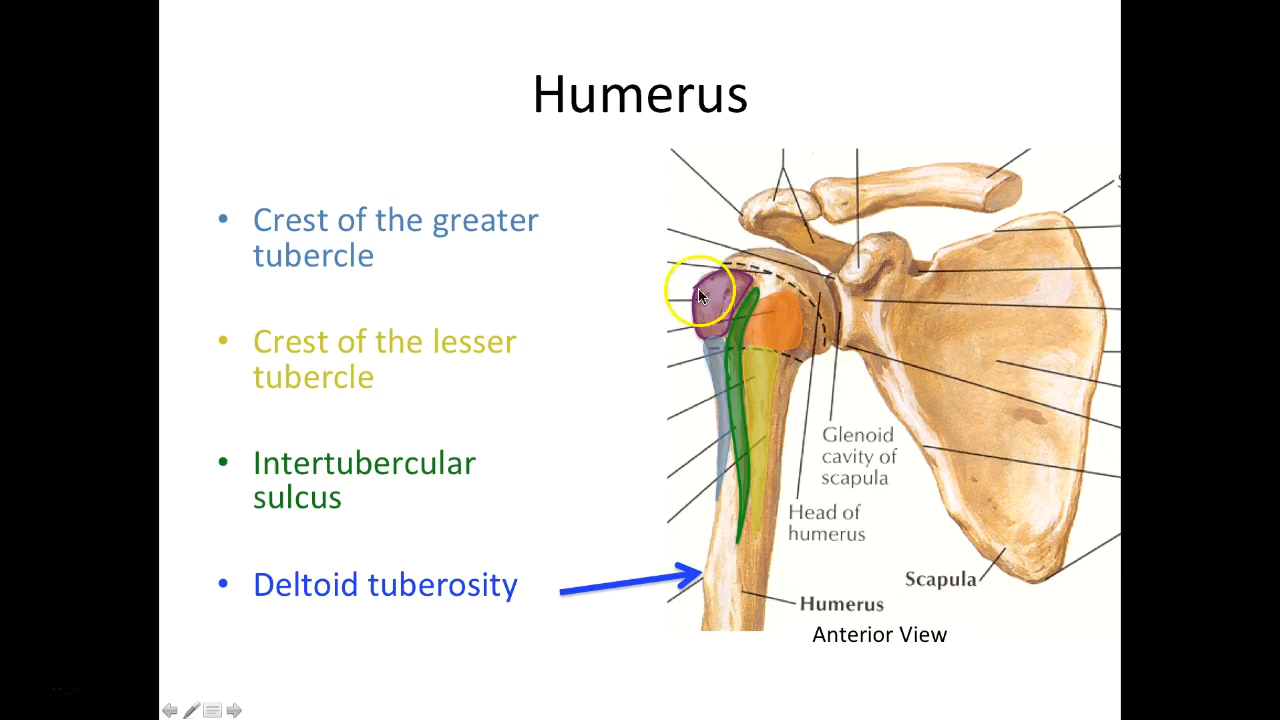 Humerus
• Crest of the greater
tubercle
• Crest of the lesser
tubercle
• Intertubercular
sulcus
• Deltoid tuberosity
Glenoid
cavity of
scapula
Head of
humerus
Scapula
Humerus
Anterior View